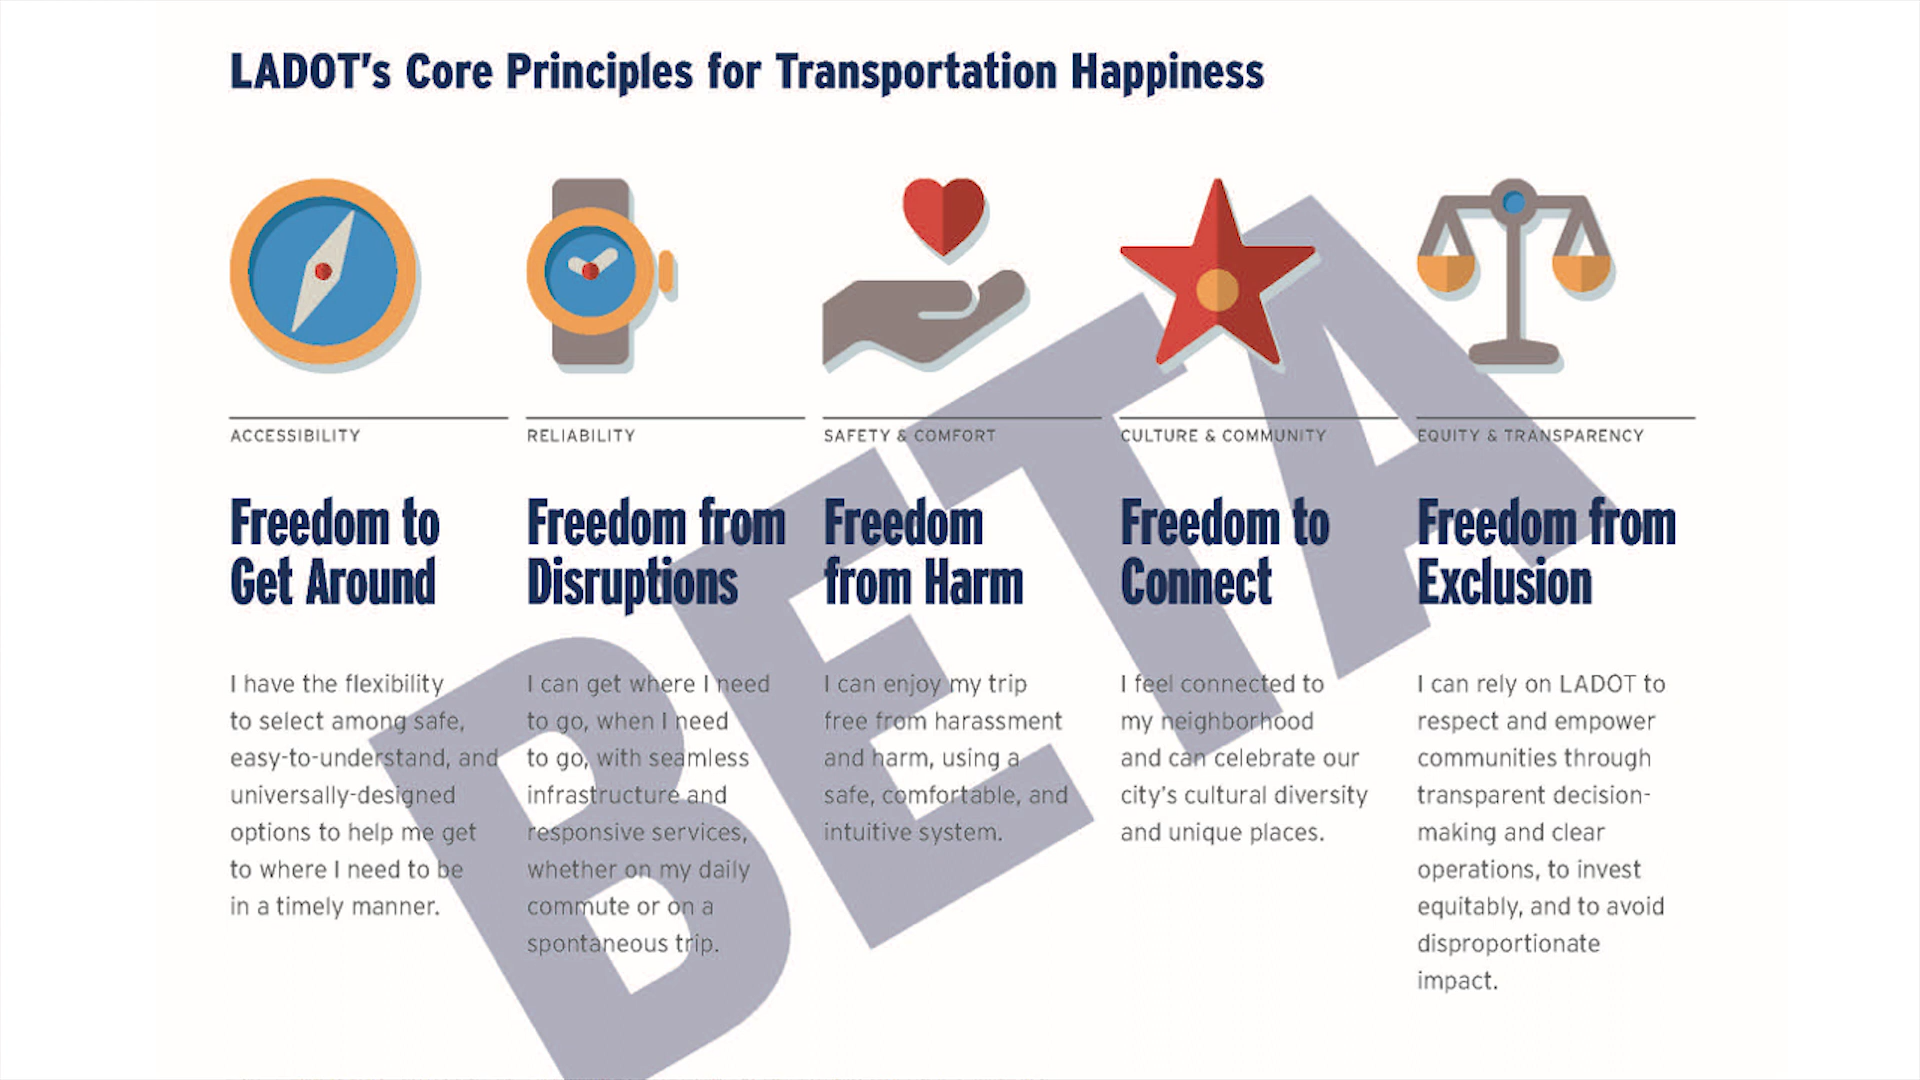 LADOT's Core Principles for Transportation Happiness
ACCESSIBILITY
Freedom to
Get Around
I have the flexibility
to select among safe,
easy-to-understand, and
universally-designed
options to help me get
to where I need to be
in a timely manner.
RELIABILITY
Freedom from
Disruptions
I can get where I need
to go, when I need
to go, with seamless
infrastructure and
responsive services,
whether on my daily
commute or on a
spontaneous trip.
SAFETY & COMFORT
Freedom
from Harm
I can enjoy my trip
free from harassment
and harm, using a
safe, comfortable, and
intuitive system.
CULTURE & COMMUNITY
Freedom to
Connect
I feel connected to
my neighborhood
and can celebrate our
city's cultural diversity
and unique places.
EQUITY & TRANSPARENCY
Freedom from
Exclusion
I can rely on LADOT to
respect and empower
communities through
transparent decision-
making and clear
operations, to invest
equitably, and to avoid
disproportionate
impact.
BETA